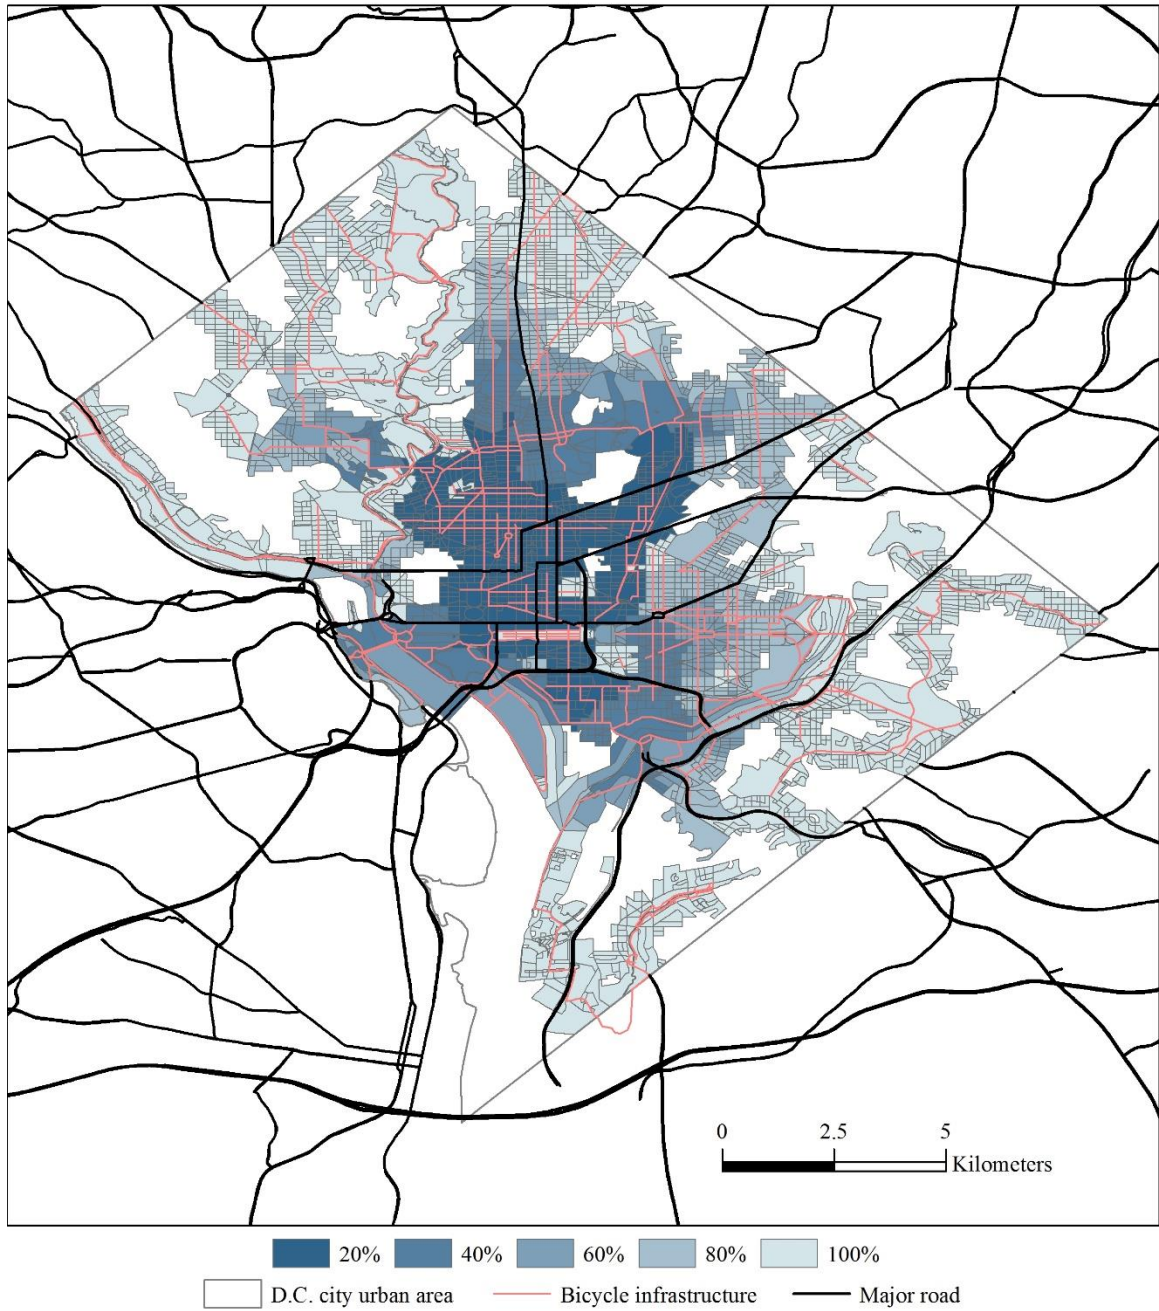 0 2.5 5
Kilometers
20% 40% 60% 80% 100%
D.C. city urban area Bicycle infrastructure Major road